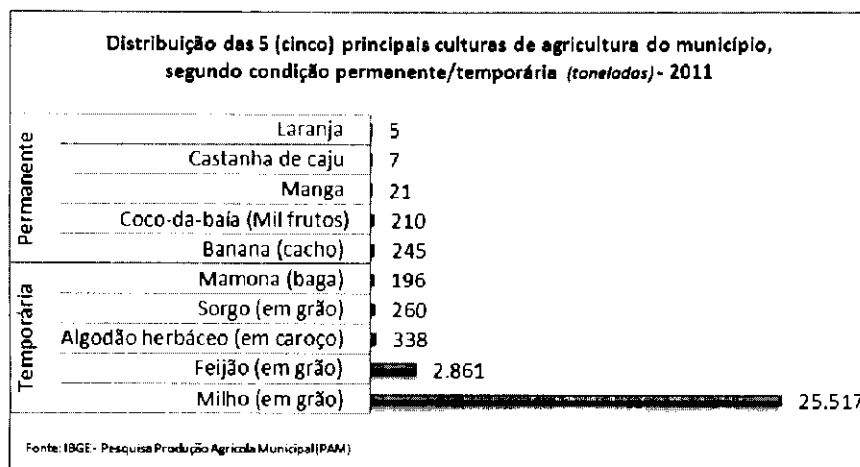 Distribuição das 5 (cinco) principais culturas de agricultura do município,
segundo condição permanente/temporária (toneladas) - 2011
Permanente
Laranja 5
Castanha de caju 7
Manga 21
Coco-da-baía (Mil frutos) 210
Banana (cacho) 245
Temporária
Mamona (baga) 196
Sorgo (em grão) 260
Algodão herbáceo (em caroço) 338
Feijão (em grão) 2.861
Milho (em grão) 25.517
Fonte: IBGE - Pesquisa Produção Agrícola Municipal (PAM)